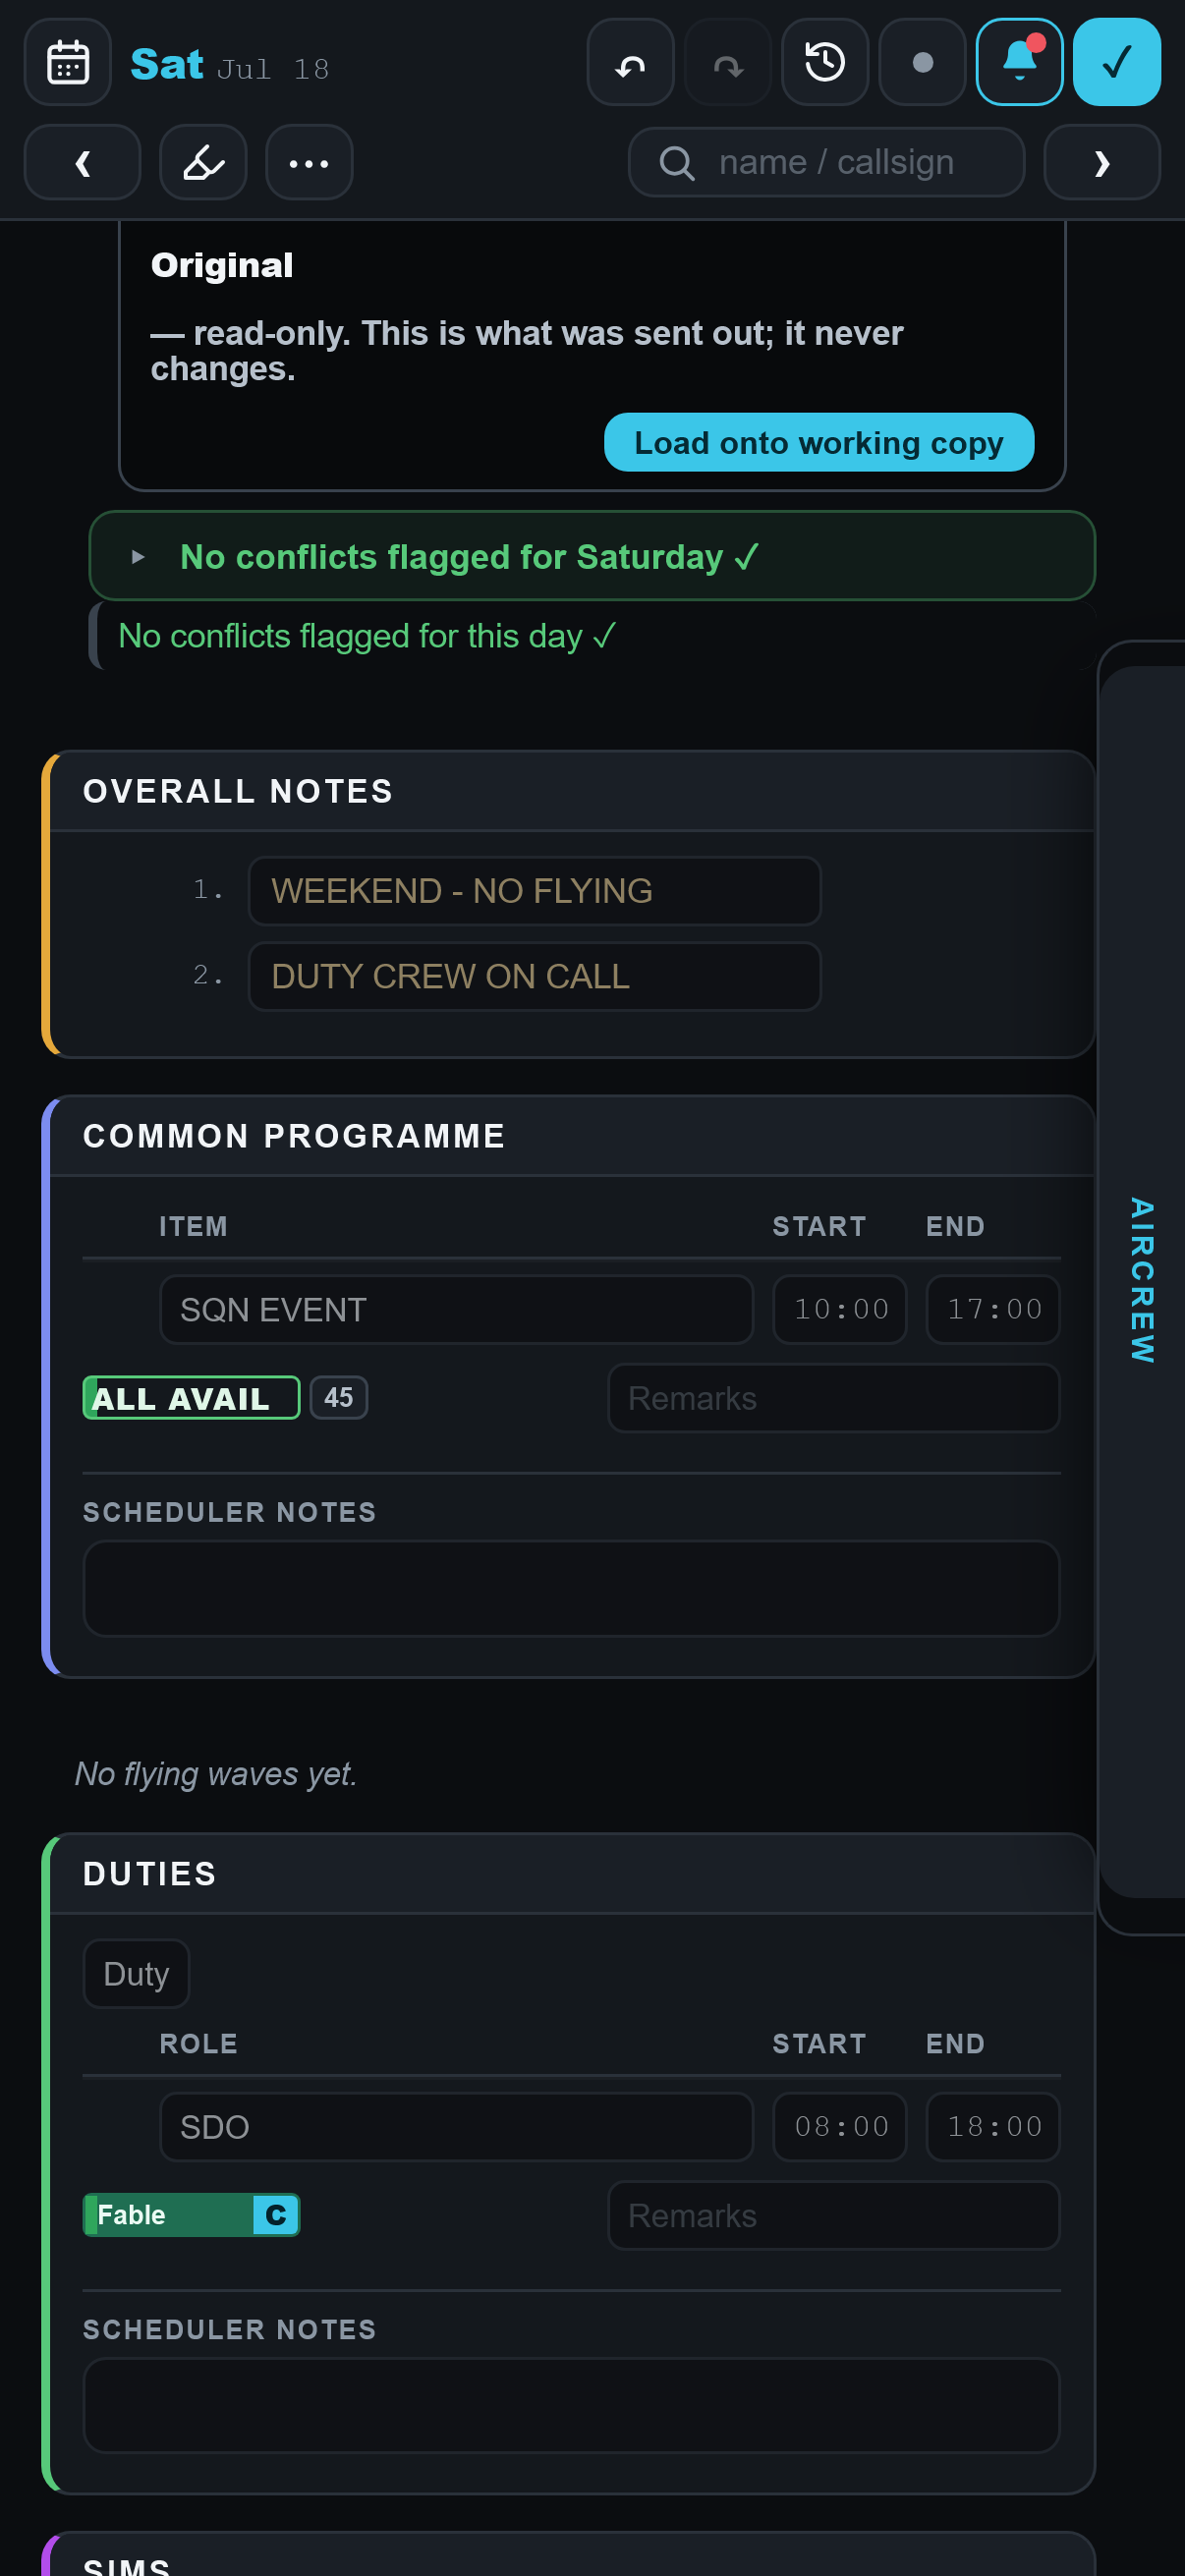 Sat Jul 18
name / callsign
Original
— read-only. This is what was sent out; it never
changes.
Load onto working copy
No conflicts flagged for Saturday ✓
No conflicts flagged for this day ✓
OVERALL NOTES
1. WEEKEND - NO FLYING
2. DUTY CREW ON CALL
COMMON PROGRAMME
ITEM START END
SQN EVENT 10:00 17:00
ALL AVAIL 45 Remarks
SCHEDULER NOTES
AIRCREW
No flying waves yet.
DUTIES
Duty
ROLE START END
SDO 08:00 18:00
Fable C Remarks
SCHEDULER NOTES
SIMS